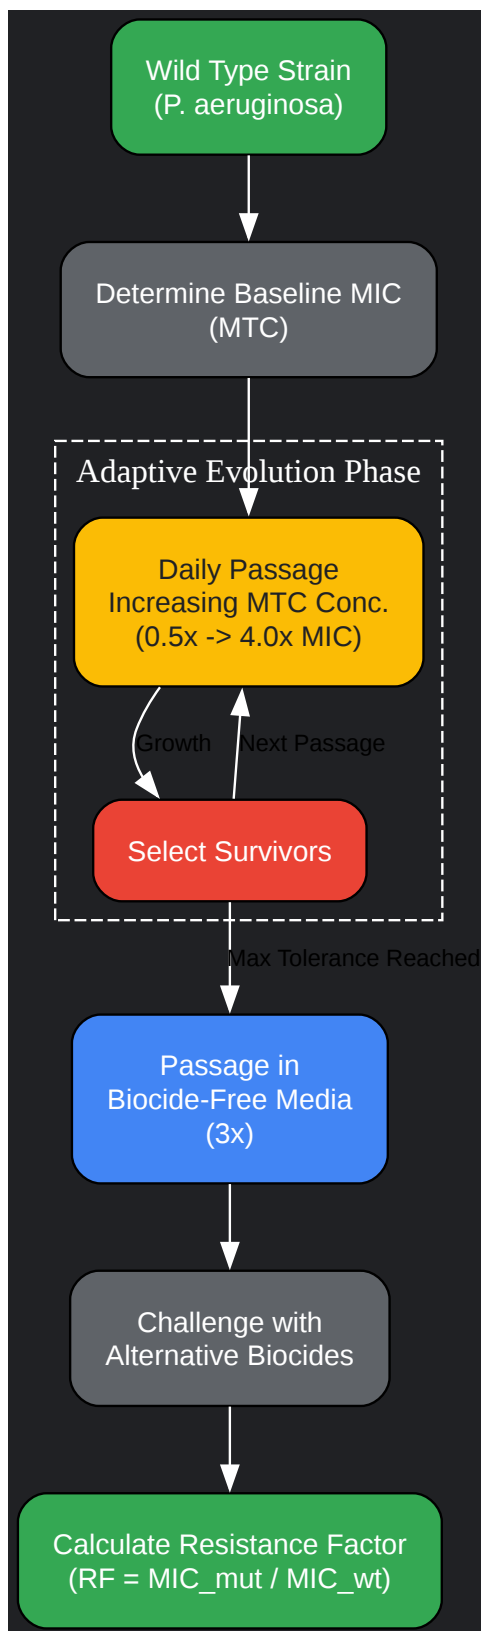 Wild Type Strain
(P. aeruginosa)
Determine Baseline MIC
(MTC)
Adaptive Evolution Phase
Daily Passage
Increasing MTC Conc.
(0.5x -> 4.0x MIC)
Growth
Next Passage
Select Survivors
Max Tolerance Reached
Passage in
Biocide-Free Media
(3x)
Challenge with
Alternative Biocides
Calculate Resistance Factor
(RF = MIC_mut / MIC_wt)